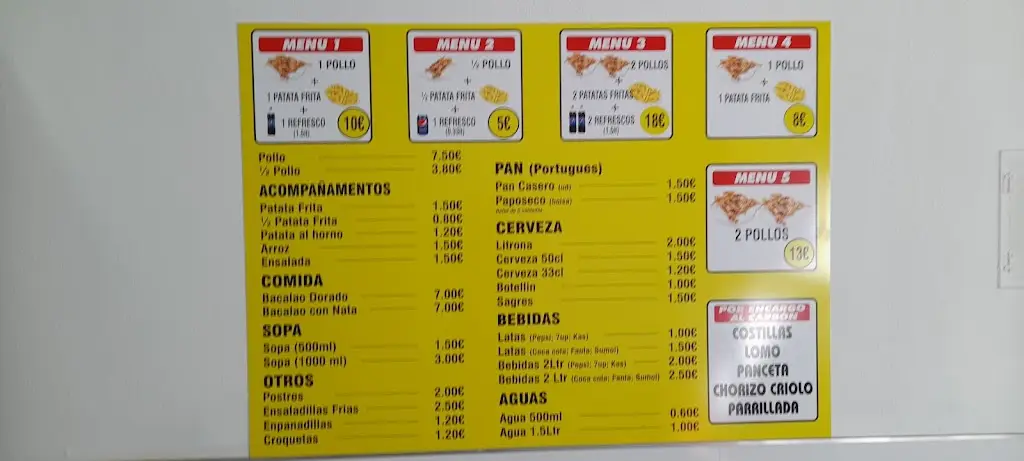 MENU 1
1 POLLO
+
1 PATATA FRITA
+
1 REFRESCO
(1.5lt)
10€
MENU 2
½ POLLO
+
½ PATATA FRITA
+
1 REFRESCO
(0.33lt)
5€
MENU 3
2 POLLOS
+
2 PATATAS FRITAS
+
2 REFRESCOS
(1.5lt)
18€
MENU 4
1 POLLO
+
1 PATATA FRITA
8€
Pollo 7.50€
½ Pollo 3.80€
ACOMPAÑAMENTOS
Patata Frita 1.50€
½ Patata Frita 0.80€
Patata al horno 1.20€
Arroz 1.50€
Ensalada 1.50€
COMIDA
Bacalao Dorado 7.00€
Bacalao con Nata 7.00€
SOPA
Sopa (500ml) 1.50€
Sopa (1000 ml) 3.00€
OTROS
Postres 2.00€
Ensaladillas Frias 2.50€
Enpanadillas 1.20€
Croquetas 1.20€
PAN (Portugues)
Pan Casero (ud) 1.50€
Paposeco (bolsa) 1.50€
CERVEZA
Litrona 2.00€
Cerveza 50cl 1.50€
Cerveza 33cl 1.20€
Botellin 1.00€
Sagres 1.50€
BEBIDAS
Latas (Pepsi; 7up; Kas) 1.00€
Latas (Coca cola; Fanta; Sumol) 1.50€
Bebidas 2Ltr (Pepsi; 7up; Kas) 2.00€
Bebidas 2 Ltr (Coca cola; Fanta; Sumol) 2.50€
AGUAS
Agua 500ml 0.60€
Agua 1.5Ltr 1.00€
MENU 5
2 POLLOS
13€
POR ENCARGO
AL CARBON
COSTILLAS
LOMO
PANCETA
CHORIZO CRIOLO
PARRILLADA